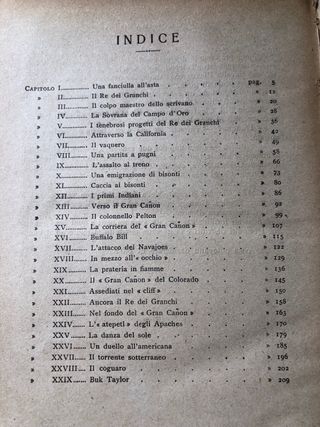 INDICE
CAPITOLO I. Una fanciulla all'asta pag. 5
» II. Il Re dei Granchi » 12
» III. Il colpo maestro dello scrivano » 20
» IV. La Sovrana del Campo d'Oro » 28
» V. I tenebrosi progetti del Re dei Granchi » 36
» VI. Attraverso la California » 42
» VII. Il vaquero » 49
» VIII. Una partita a pugni » 58
» IX. L'assalto al treno » 66
» X. Una emigrazione di bisonti » 73
» XI. Caccia ai bisonti » 80
» XII. I primi Indiani » 86
» XIII. Verso il Gran Cañon » 92
» XIV. Il colonnello Pelton » 99
» XV. La corriera del « Gran Cañon » » 107
» XVI. Buffalo Bill » 115
» XVII. L'attacco dei Navajoes » 122
» XVIII. In mezzo all'« occhio » » 129
» XIX. La prateria in fiamme » 136
» XX. Il « Gran Cañon » del Colorado » 145
» XXI. Assediati nel « cliff » » 150
» XXII. Ancora il Re dei Granchi » 158
» XXIII. Nel fondo del « Gran Cañon » » 163
» XXIV. L'« atepetl » degli Apaches » 170
» XXV. La danza del sole » 179
» XXVI. Un duello all'americana » 185
» XXVII. Il torrente sotterraneo » 196
» XXVIII. Il coguaro » 202
» XXIX. Buk Taylor » 209